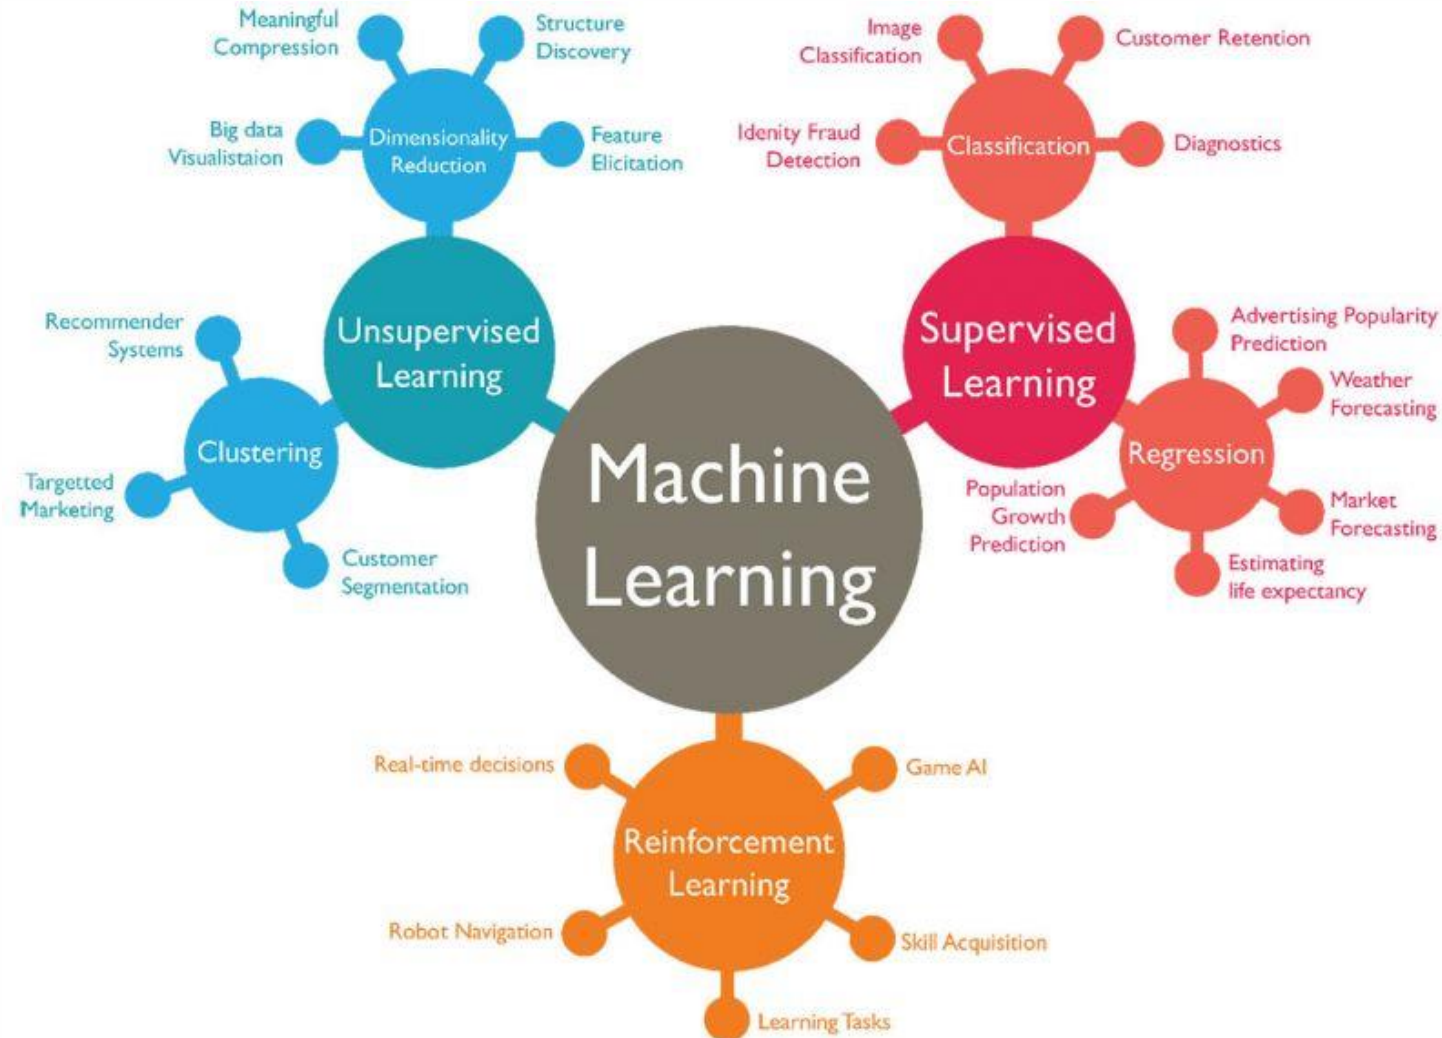 Meaningful
Compression
Structure
Discovery
Big data
Visualistaion
Dimensionality
Reduction
Feature
Elicitation
Image
Classification
Customer Retention
Idenity Fraud
Detection
Classification
Diagnostics
Unsupervised
Learning
Supervised
Learning
Recommender
Systems
Clustering
Targetted
Marketing
Customer
Segmentation
Machine
Learning
Advertising Popularity
Prediction
Weather
Forecasting
Regression
Population
Growth
Prediction
Market
Forecasting
Estimating
life expectancy
Real-time decisions
Game AI
Reinforcement
Learning
Robot Navigation
Skill Acquisition
Learning Tasks